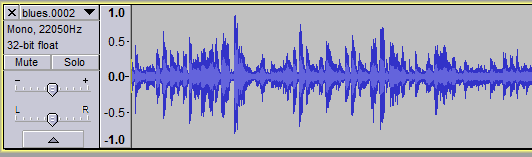 blues.0002
Mono, 22050Hz
32-bit float
Mute Solo
- +
L R
1.0
0.5-
0.0-
-0.5-
-1.0